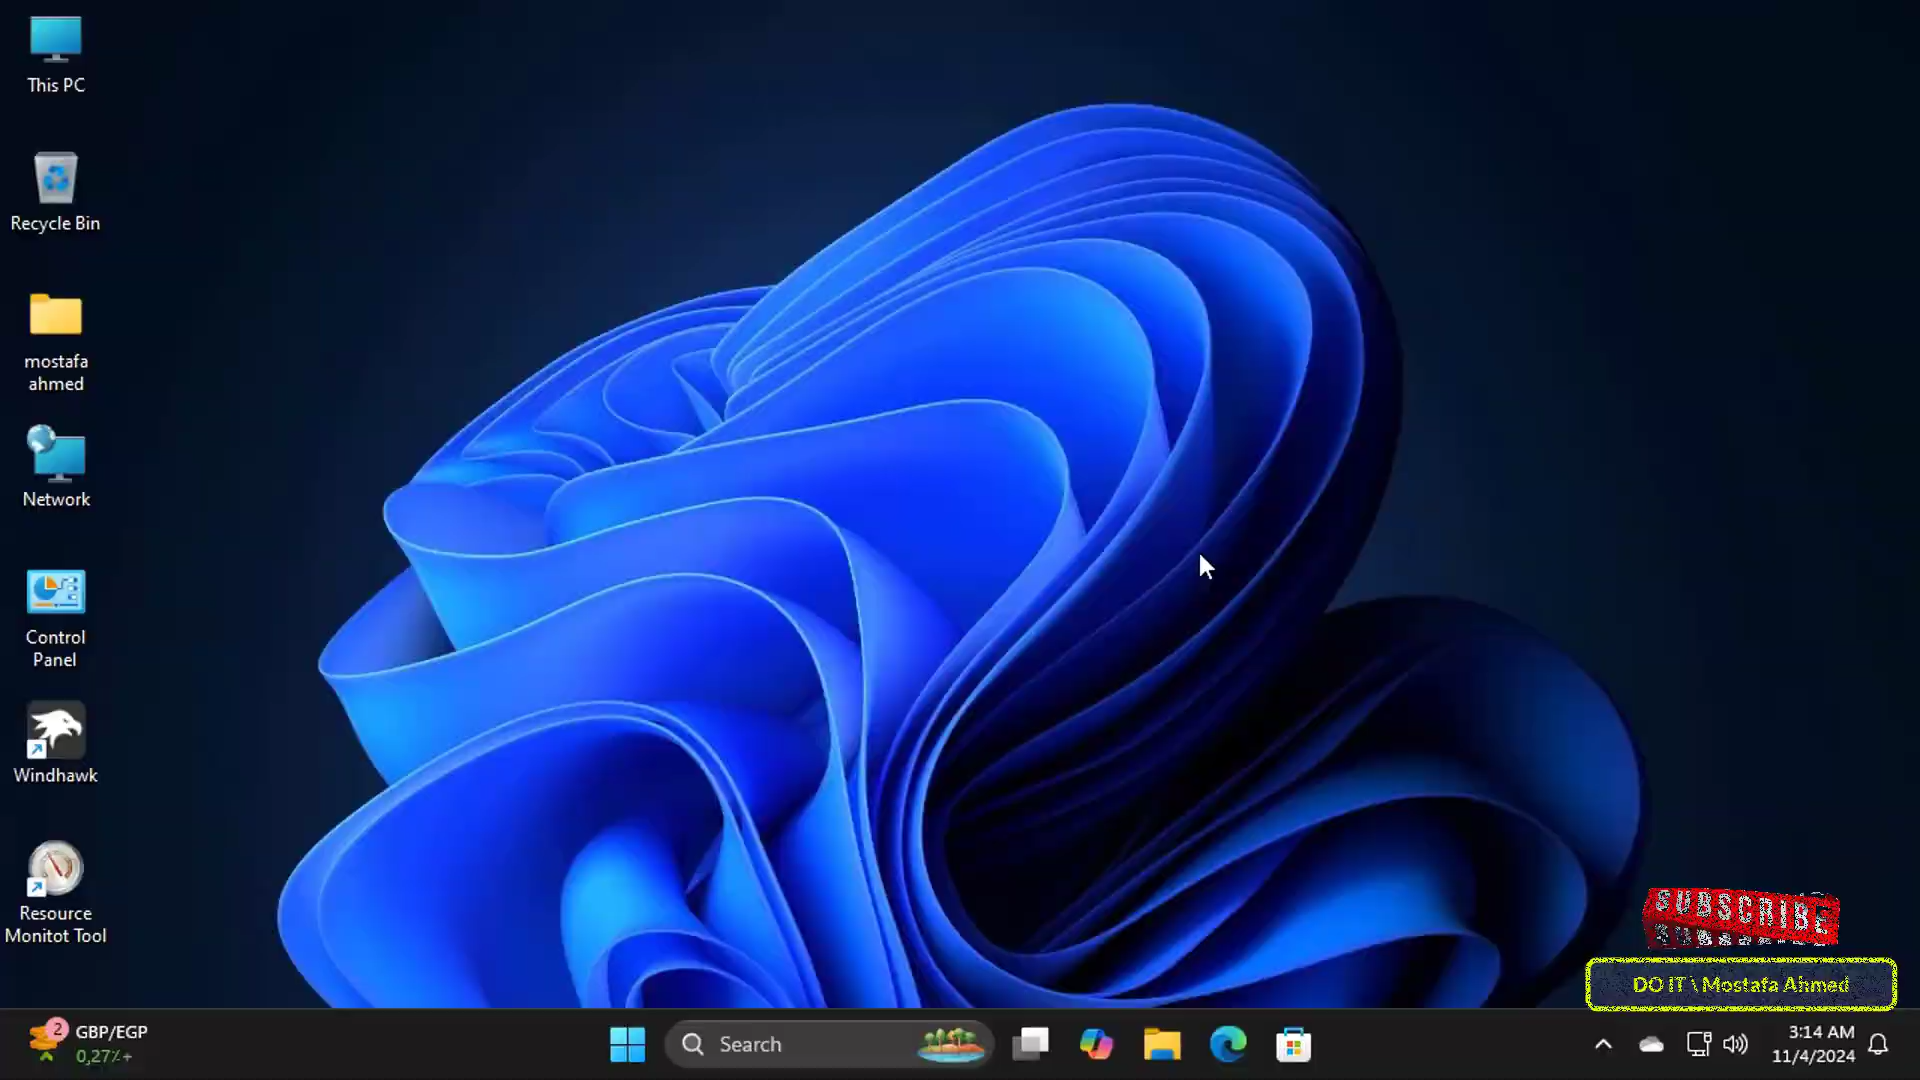 This PC
Recycle Bin
mostafa
ahmed
Network
Control
Panel
Windhawk
Resource
Monitot Tool
SUBSCRIBE
DO IT \ Mostafa Ahmed
2
GBP/EGP
0,27٪+
Search
3:14 AM
11/4/2024